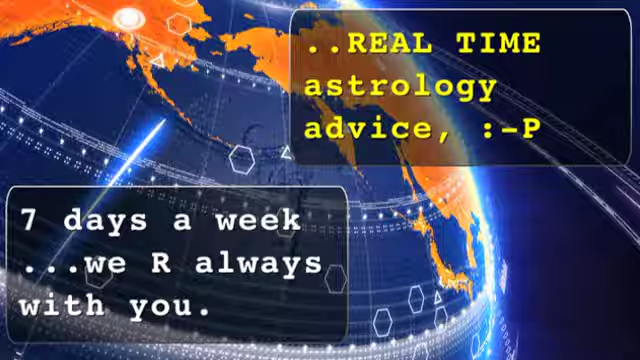 ..REAL TIME
astrology
advice, :-P
7 days a week
...we R always
with you.